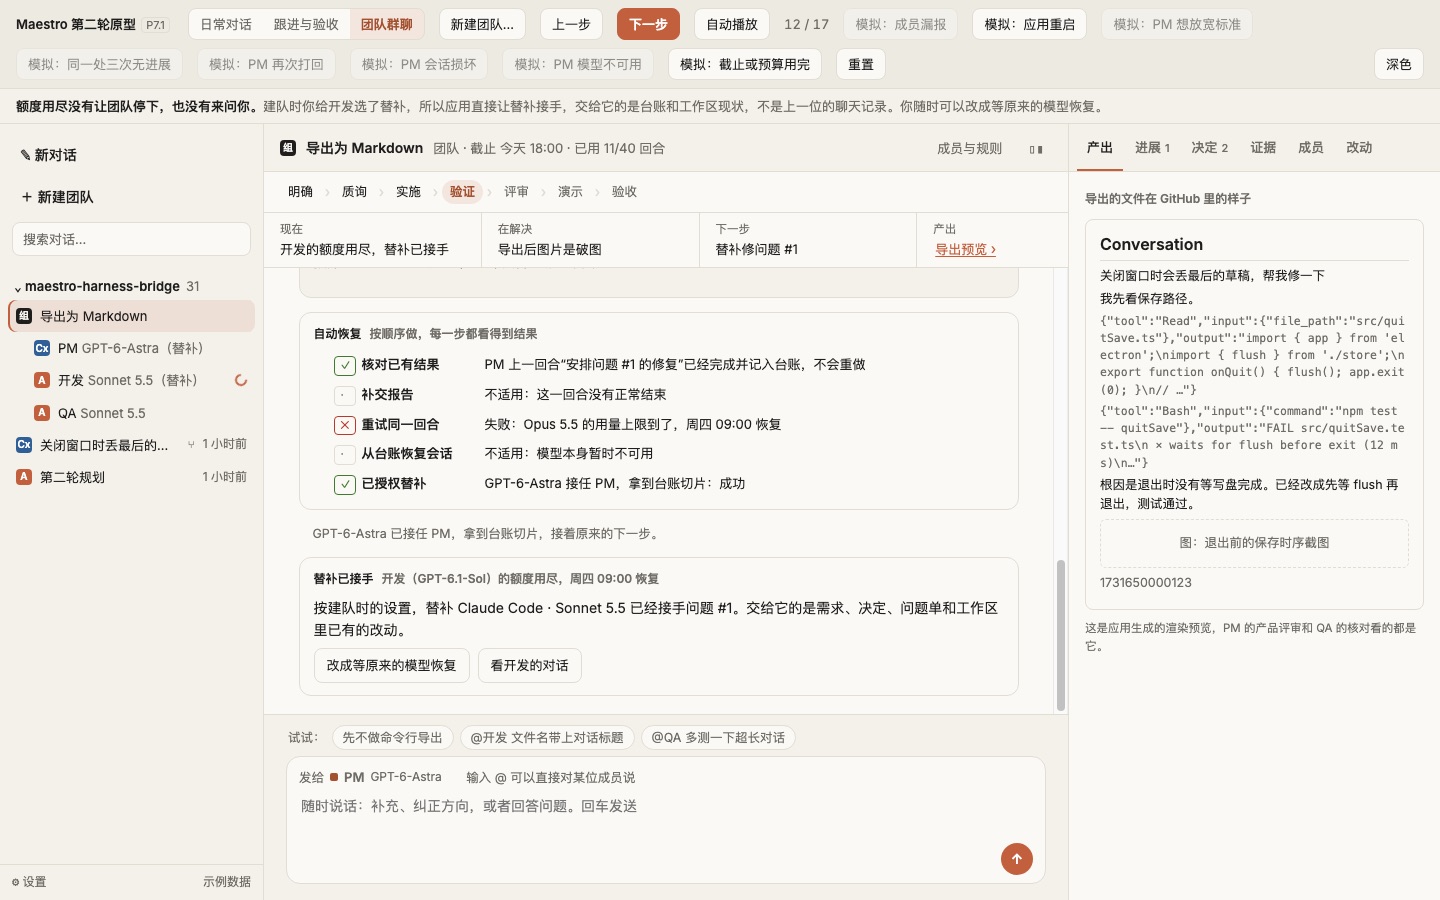 Maestro 第二轮原型 P7.1 日常对话 跟进与验收 团队群聊 新建团队... 上一步 下一步 自动播放 12 / 17 模拟：成员漏报 模拟：应用重启 模拟：PM 想放宽标准
模拟：同一处三次无进展 模拟：PM 再次打回 模拟：PM 会话损坏 模拟：PM 模型不可用 模拟：截止或预算用完 重置 深色
额度用尽没有让团队停下，也没有来问你。建队时你给开发选了替补，所以应用直接让替补接手，交给它的是台账和工作区现状，不是上一位的聊天记录。你随时可以改成等原来的模型恢复。
✎ 新对话
+ 新建团队
搜索对话...
maestro-harness-bridge 31
组 导出为 Markdown
Cx PM GPT-6-Astra（替补）
A 开发 Sonnet 5.5（替补）
A QA Sonnet 5.5
Cx 关闭窗口时丢最后的... 1 小时前
A 第二轮规划 1 小时前
⚙ 设置 示例数据
组 导出为 Markdown 团队 · 截止 今天 18:00 · 已用 11/40 回合 成员与规则
明确 › 质询 › 实施 › 验证 › 评审 › 演示 › 验收
现在 在解决 下一步 产出
开发的额度用尽，替补已接手 导出后图片是破图 替补修问题 #1 导出预览 ›
自动恢复 按顺序做，每一步都看得到结果
✓ 核对已有结果 PM 上一回合“安排问题 #1 的修复”已经完成并记入台账，不会重做
· 补交报告 不适用：这一回合没有正常结束
✕ 重试同一回合 失败：Opus 5.5 的用量上限到了，周四 09:00 恢复
· 从台账恢复会话 不适用：模型本身暂时不可用
✓ 已授权替补 GPT-6-Astra 接任 PM，拿到台账切片：成功
GPT-6-Astra 已接任 PM，拿到台账切片，接着原来的下一步。
替补已接手 开发（GPT-6.1-Sol）的额度用尽，周四 09:00 恢复
按建队时的设置，替补 Claude Code · Sonnet 5.5 已经接手问题 #1。交给它的是需求、决定、问题单和工作区
里已有的改动。
改成等原来的模型恢复 看开发的对话
试试： 先不做命令行导出 @开发 文件名带上对话标题 @QA 多测一下超长对话
发给 PM GPT-6-Astra 输入 @ 可以直接对某位成员说
随时说话：补充、纠正方向，或者回答问题。回车发送
产出 进展 1 决定 2 证据 成员 改动
导出的文件在 GitHub 里的样子
Conversation
关闭窗口时会丢最后的草稿，帮我修一下
我先看保存路径。
{"tool":"Read","input":{"file_path":"src/qui
tSave.ts"},"output":"import { app } from 'el
ectron';\nimport { flush } from './store';\n
export function onQuit() { flush(); app.exit
(0); }\n// …"}
{"tool":"Bash","input":{"command":"npm test
—— quitSave"},"output":"FAIL src/quitSave.te
st.ts\n × waits for flush before exit (12 m
s)\n…"}
根因是退出时没有等写盘完成。已经改成先等 flush 再
退出，测试通过。
图：退出前的保存时序截图
1731650000123
这是应用生成的渲染预览，PM 的产品评审和 QA 的核对看的都是
它。